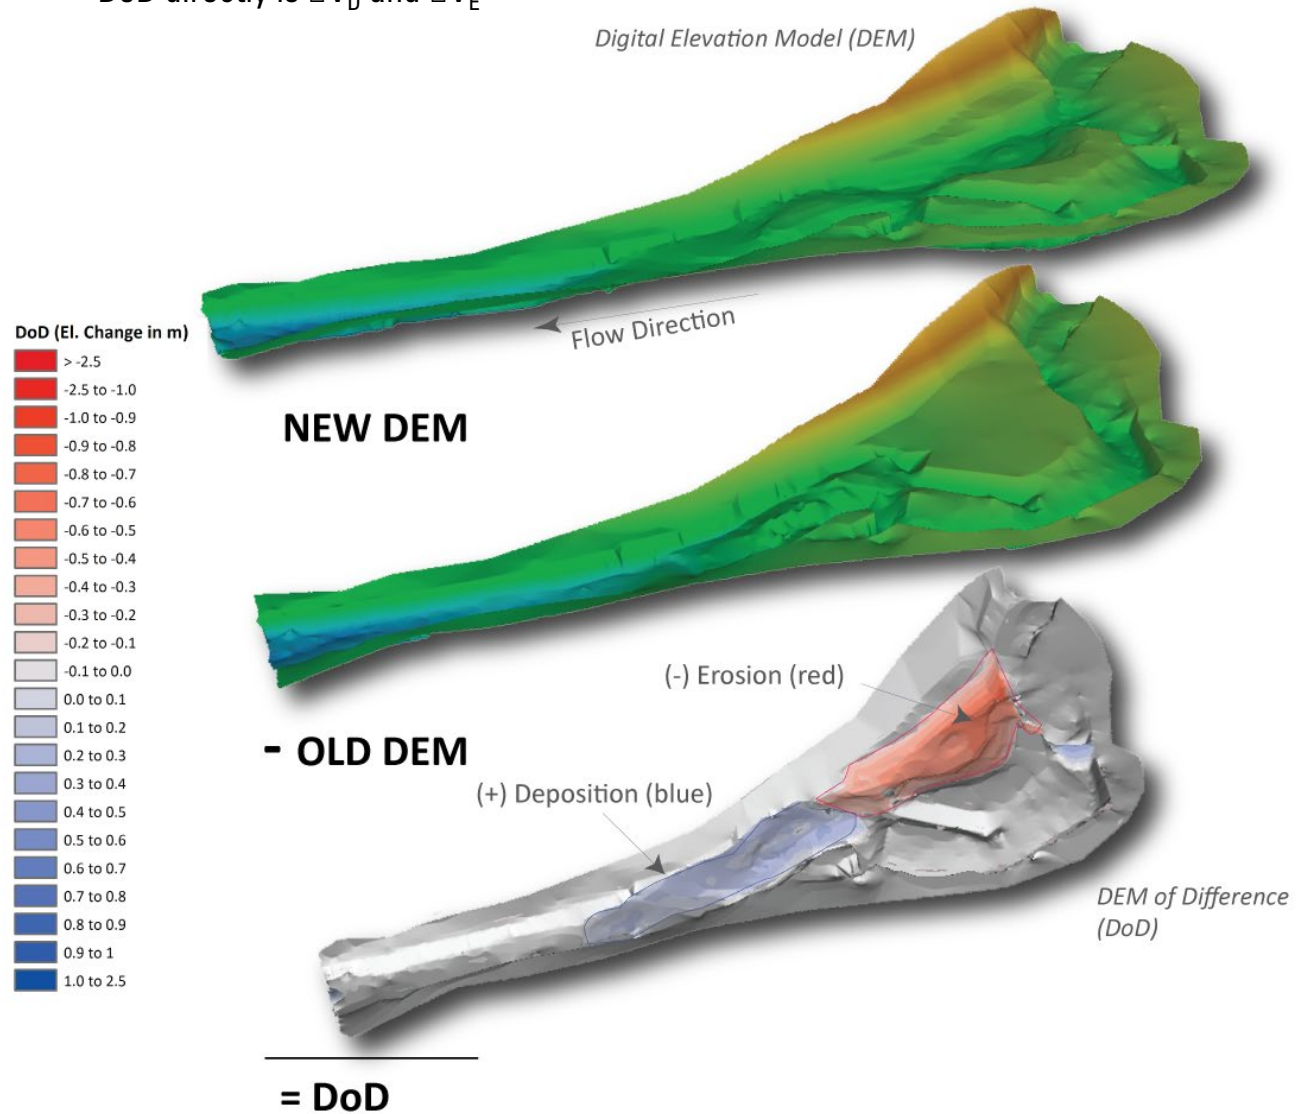 DoD directly is ΔV_D and ΔV_E
Digital Elevation Model (DEM)
Flow Direction
DoD (El. Change in m)
> -2.5
-2.5 to -1.0
-1.0 to -0.9
-0.9 to -0.8
-0.8 to -0.7
-0.7 to -0.6
-0.6 to -0.5
-0.5 to -0.4
-0.4 to -0.3
-0.3 to -0.2
-0.2 to -0.1
-0.1 to 0.0
0.0 to 0.1
0.1 to 0.2
0.2 to 0.3
0.3 to 0.4
0.4 to 0.5
0.5 to 0.6
0.6 to 0.7
0.7 to 0.8
0.8 to 0.9
0.9 to 1
1.0 to 2.5
NEW DEM
(-) Erosion (red)
- OLD DEM
(+) Deposition (blue)
DEM of Difference
(DoD)
= DoD